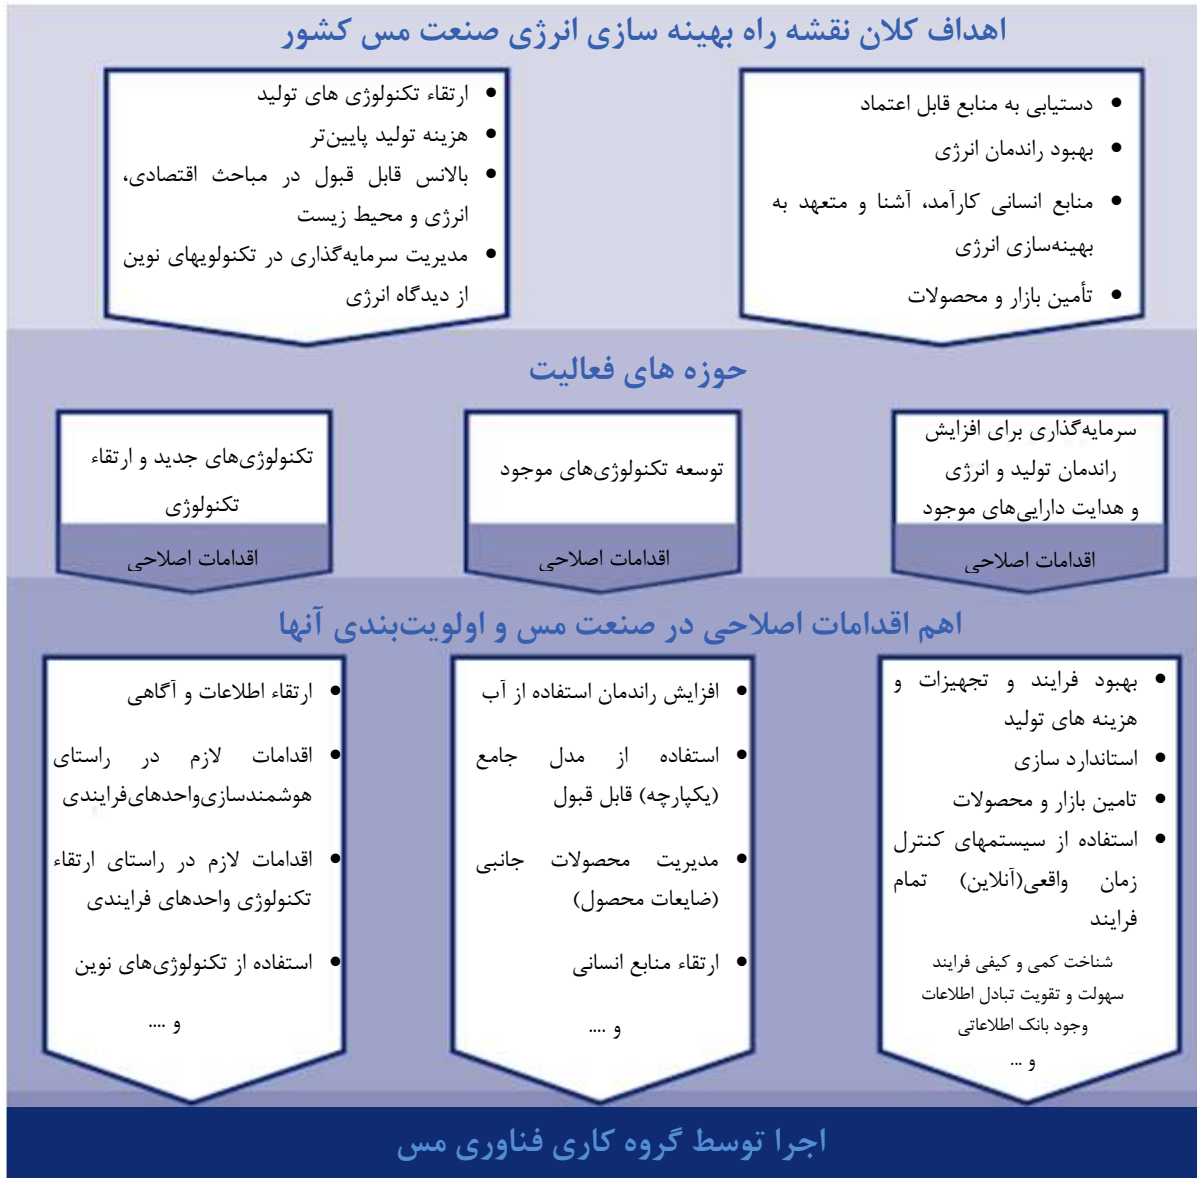 اهداف کلان نقشه راه بهینه سازی انرژی صنعت مس کشور
• دستیابی به منابع قابل اعتماد
• بهبود راندمان انرژی
• منابع انسانی کارآمد، آشنا و متعهد به
بهینه‌سازی انرژی
• تأمین بازار و محصولات
• ارتقاء تکنولوژی های تولید
• هزینه تولید پایین‌تر
• بالانس قابل قبول در مباحث اقتصادی،
انرژی و محیط زیست
• مدیریت سرمایه‌گذاری در تکنولویهای نوین
از دیدگاه انرژی
حوزه های فعالیت
سرمایه‌گذاری برای افزایش
راندمان تولید و انرژی
و هدایت دارایی‌های موجود
اقدامات اصلاحی
توسعه تکنولوژی‌های موجود
اقدامات اصلاحی
تکنولوژی‌های جدید و ارتقاء
تکنولوژی
اقدامات اصلاحی
اهم اقدامات اصلاحی در صنعت مس و اولویت‌بندی آنها
• بهبود فرایند و تجهیزات و
هزینه های تولید
• استاندارد سازی
• تامین بازار و محصولات
• استفاده از سیستمهای کنترل
زمان واقعی(آنلاین) تمام
فرایند
شناخت کمی و کیفی فرایند
سهولت و تقویت تبادل اطلاعات
وجود بانک اطلاعاتی
و ...
• افزایش راندمان استفاده از آب
• استفاده از مدل جامع
(یکپارچه) قابل قبول
• مدیریت محصولات جانبی
(ضایعات محصول)
• ارتقاء منابع انسانی
و ....
• ارتقاء اطلاعات و آگاهی
• اقدامات لازم در راستای
هوشمندسازی‌واحدهای‌فرایندی
• اقدامات لازم در راستای ارتقاء
تکنولوژی واحدهای فرایندی
• استفاده از تکنولوژی‌های نوین
و ....
اجرا توسط گروه کاری فناوری مس